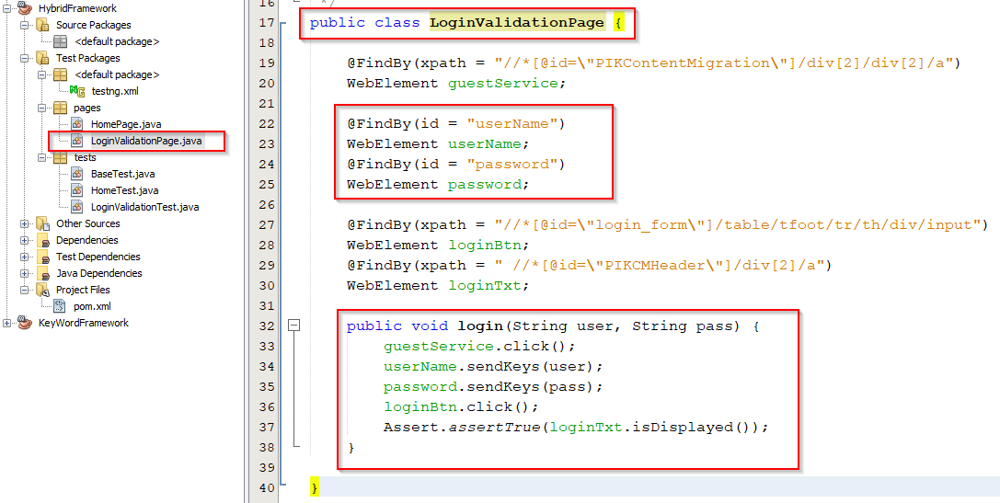 HybridFramework
Source Packages
<default package>
Test Packages
<default package>
testng.xml
pages
HomePage.java
LoginValidationPage.java
tests
BaseTest.java
HomeTest.java
LoginValidationTest.java
Other Sources
Dependencies
Test Dependencies
Java Dependencies
Project Files
pom.xml
KeyWordFramework
16 */
17 public class LoginValidationPage {
18
19 @FindBy(xpath = "//*[@id=\"PIKContentMigration\"]/div[2]/div[2]/a")
20 WebElement guestService;
21
22 @FindBy(id = "userName")
23 WebElement userName;
24 @FindBy(id = "password")
25 WebElement password;
26
27 @FindBy(xpath = "//*[@id=\"login_form\"]/table/tfoot/tr/th/div/input")
28 WebElement loginBtn;
29 @FindBy(xpath = " //*[@id=\"PIKCMHeader\"]/div[2]/a")
30 WebElement loginTxt;
31
32 public void login(String user, String pass) {
33 guestService.click();
34 userName.sendKeys(user);
35 password.sendKeys(pass);
36 loginBtn.click();
37 Assert.assertTrue(loginTxt.isDisplayed());
38 }
39
40 }